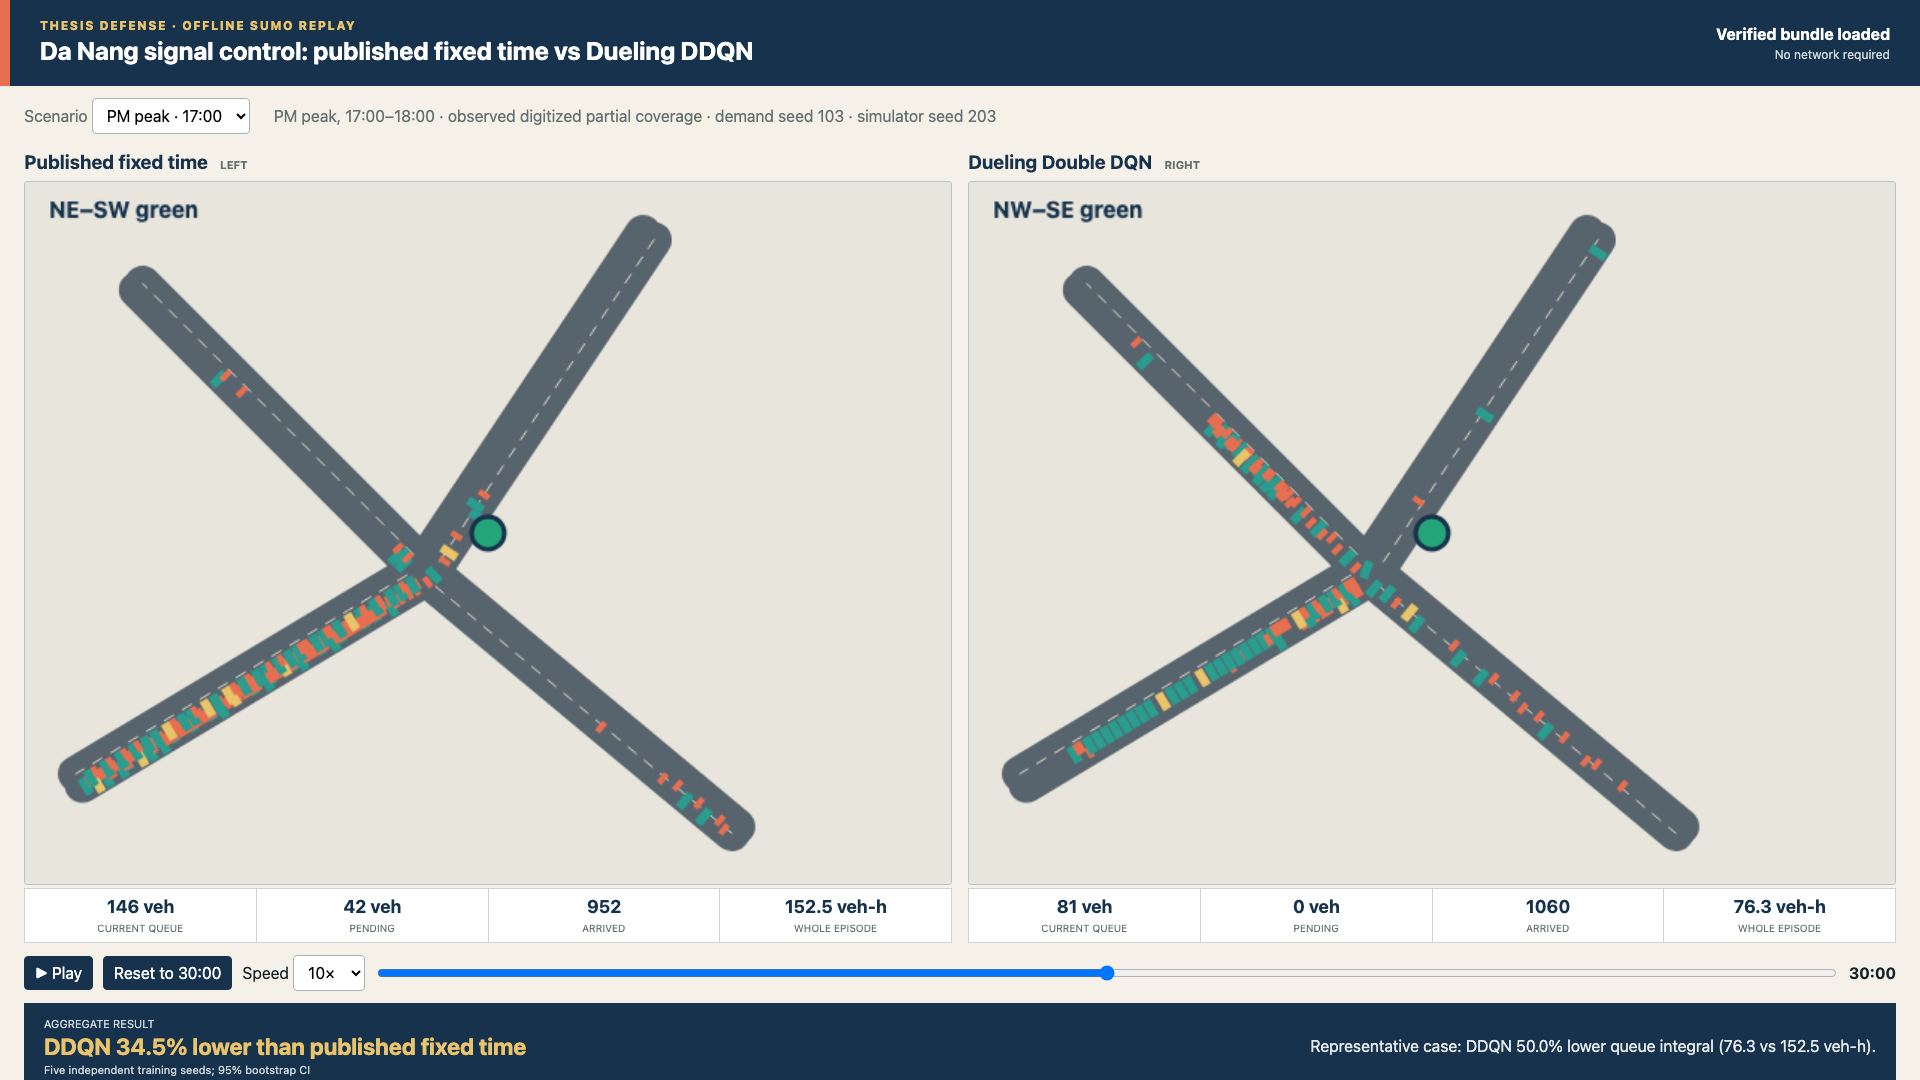 THESIS DEFENSE · OFFLINE SUMO REPLAY
Da Nang signal control: published fixed time vs Dueling DDQN
Verified bundle loaded
No network required
Scenario PM peak · 17:00 PM peak, 17:00–18:00 · observed digitized partial coverage · demand seed 103 · simulator seed 203
Published fixed time LEFT
NE–SW green
146 veh
CURRENT QUEUE
42 veh
PENDING
952
ARRIVED
152.5 veh-h
WHOLE EPISODE
Dueling Double DQN RIGHT
NW–SE green
81 veh
CURRENT QUEUE
0 veh
PENDING
1060
ARRIVED
76.3 veh-h
WHOLE EPISODE
Play Reset to 30:00 Speed 10× 30:00
AGGREGATE RESULT
DDQN 34.5% lower than published fixed time
Five independent training seeds; 95% bootstrap CI
Representative case: DDQN 50.0% lower queue integral (76.3 vs 152.5 veh-h).